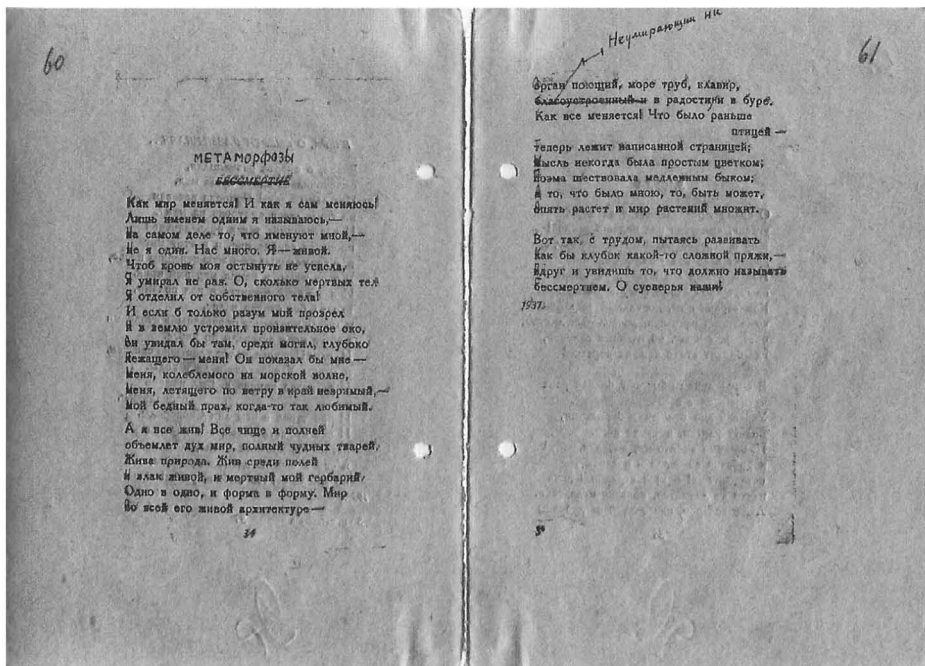 60
МЕТАМОРФОЗЫ
БЕССМЕРТИЕ
Как мир меняется! И как я сам меняюсь!
Лишь именем одним я называюсь,—
На самом деле то, что именуют мной,—
Не я один. Нас много. Я—живой.
Чтоб кровь моя остынуть не успела,
Я умирал не раз. О, сколько мертвых тел
Я отделил от собственного тела!
И если б только разум мой прозрел
И в землю устремил пронзительное око,
Он увидал бы там, среди могил, глубоко
Лежащего—меня! Он показал бы мне—
Меня, колеблемого на морской волне,
Меня, летящего по ветру в край незримый,—
Мой бедный прах, когда-то так любимый.
А я все жив! Все чище и полней
объемлет дух мир, полный чудных тварей.
Жива природа. Жив среди полей
И злак живой, и мертвый мой гербарий.
Одно в одно, и форма в форму. Мир
Во всей его живой архитектуре—
34
Неумирающий ни
61
Орган поющий, море труб, клавир,
благоустроенный и в радости ни в буре.
Как все меняется! Что было раньше
птицей—
Теперь лежит написанной страницей;
Мысль некогда была простым цветком;
Поэма шествовала медленным быком;
А то, что было мною, то, быть может,
Опять растет и мир растений множит.
Вот так, с трудом, пытаясь развивать
Как бы клубок какой-то сложной пряжи,—
Вдруг и увидишь то, что должно называть
бессмертием. О суеверья наши!
1937